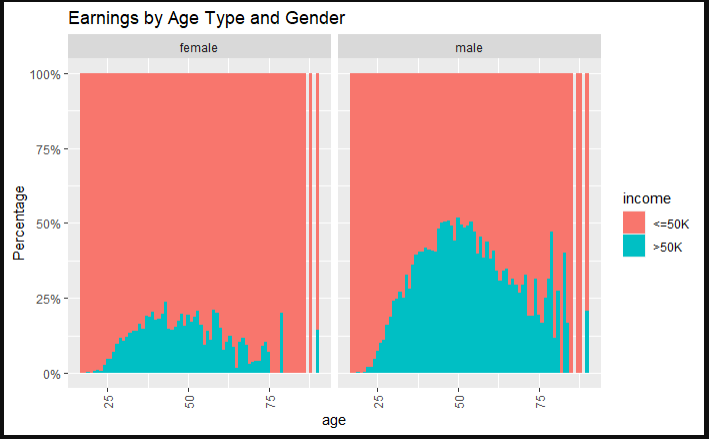 Earnings by Age Type and Gender
female male
100%
75%
50%
25%
0%
Percentage
25 50 75 25 50 75
age
income
<=50K
>50K